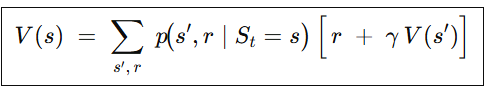 V(s) = ∑_{s', r} p(s', r | S_t = s) [r + γ V(s')]